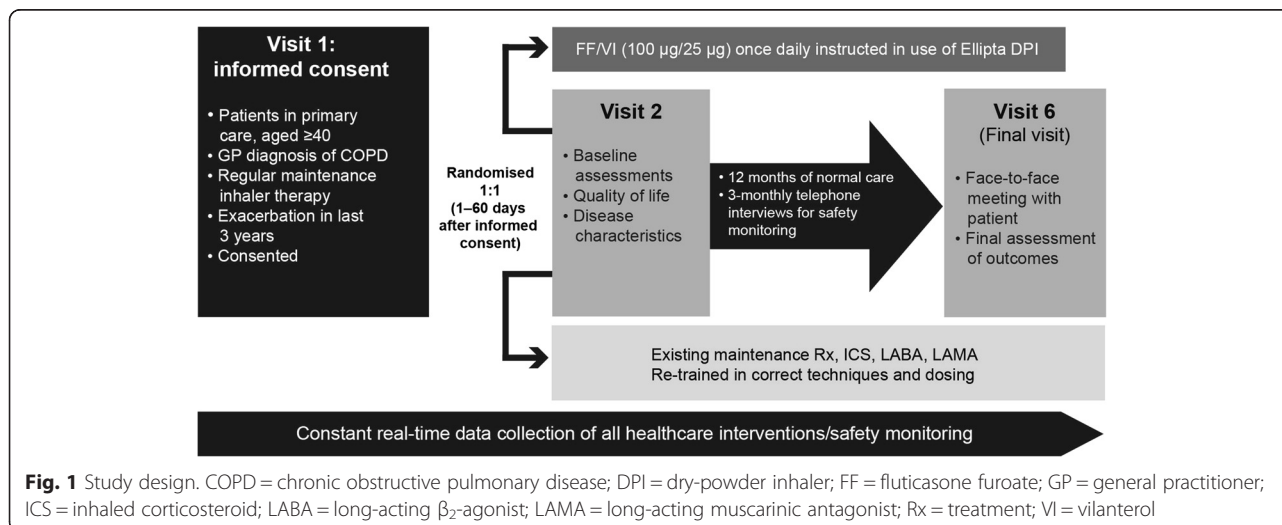 Visit 1:
informed consent
• Patients in primary
care, aged ≥40
• GP diagnosis of COPD
• Regular maintenance
inhaler therapy
• Exacerbation in last
3 years
• Consented
Randomised
1:1
(1–60 days
after informed
consent)
FF/VI (100 µg/25 µg) once daily instructed in use of Ellipta DPI
Visit 2
• Baseline
assessments
• Quality of life
• Disease
characteristics
• 12 months of normal care
• 3-monthly telephone
interviews for safety
monitoring
Visit 6
(Final visit)
• Face-to-face
meeting with
patient
• Final assessment
of outcomes
Existing maintenance Rx, ICS, LABA, LAMA
Re-trained in correct techniques and dosing
Constant real-time data collection of all healthcare interventions/safety monitoring
Fig. 1 Study design. COPD = chronic obstructive pulmonary disease; DPI = dry-powder inhaler; FF = fluticasone furoate; GP = general practitioner;
ICS = inhaled corticosteroid; LABA = long-acting β₂-agonist; LAMA = long-acting muscarinic antagonist; Rx = treatment; VI = vilanterol